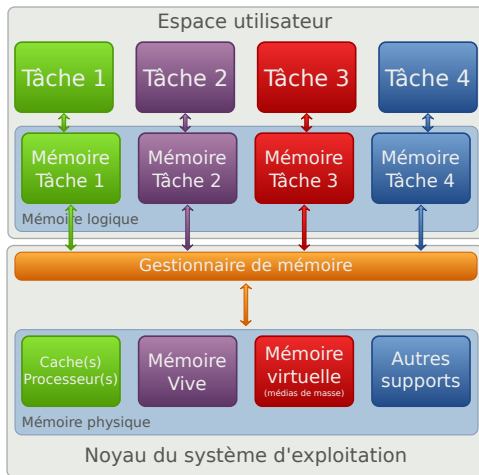 Espace utilisateur
Tâche 1
Tâche 2
Tâche 3
Tâche 4
Mémoire
Tâche 1
Mémoire
Tâche 2
Mémoire
Tâche 3
Mémoire
Tâche 4
Mémoire logique
Gestionnaire de mémoire
Cache(s)
Processeur(s)
Mémoire
Vive
Mémoire
virtuelle
(médias de masse)
Autres
supports
Mémoire physique
Noyau du système d'exploitation